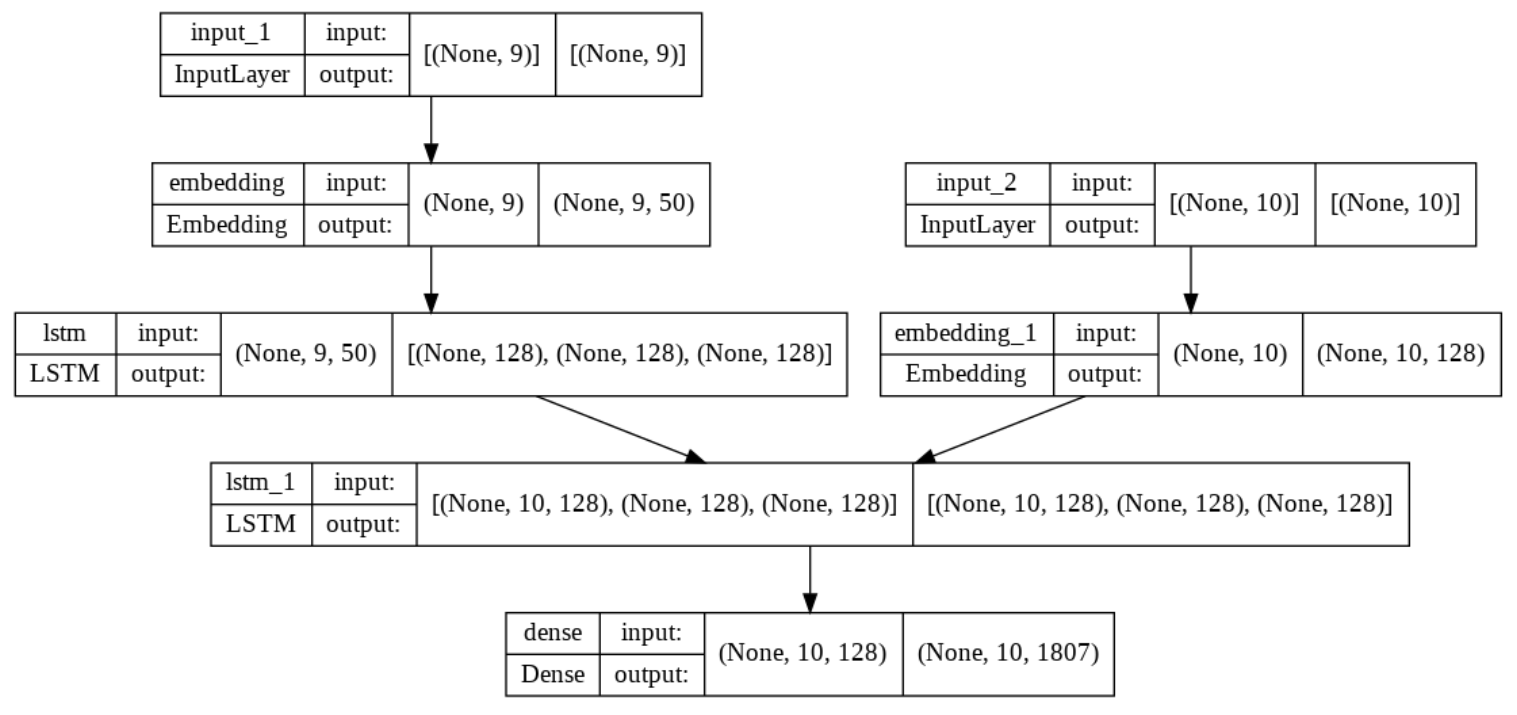 input_1 input: [(None, 9)] [(None, 9)]
InputLayer output:
embedding input: (None, 9) (None, 9, 50)
Embedding output:
input_2 input: [(None, 10)] [(None, 10)]
InputLayer output:
lstm input: (None, 9, 50) [(None, 128), (None, 128), (None, 128)]
LSTM output:
embedding_1 input: (None, 10) (None, 10, 128)
Embedding output:
lstm_1 input: [(None, 10, 128), (None, 128), (None, 128)] [(None, 10, 128), (None, 128), (None, 128)]
LSTM output:
dense input: (None, 10, 128) (None, 10, 1807)
Dense output: